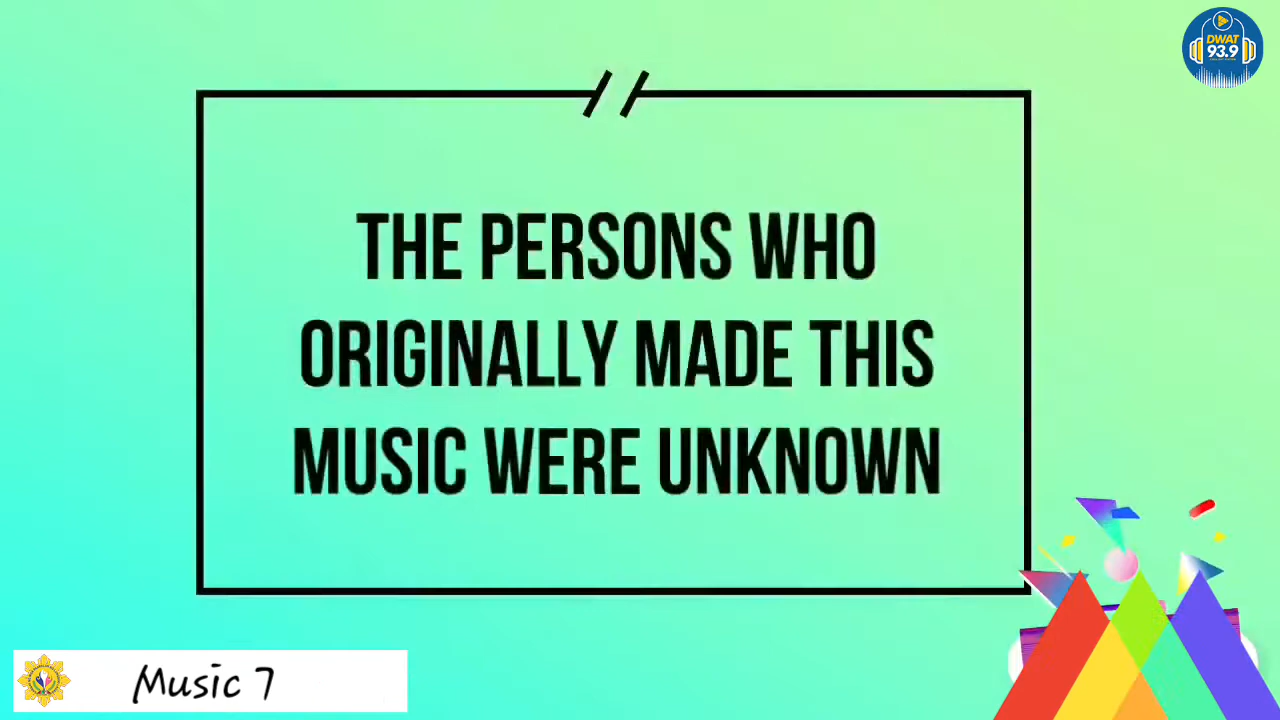 DWAT
93.9
THE PERSONS WHO
ORIGINALLY MADE THIS
MUSIC WERE UNKNOWN
Music 7